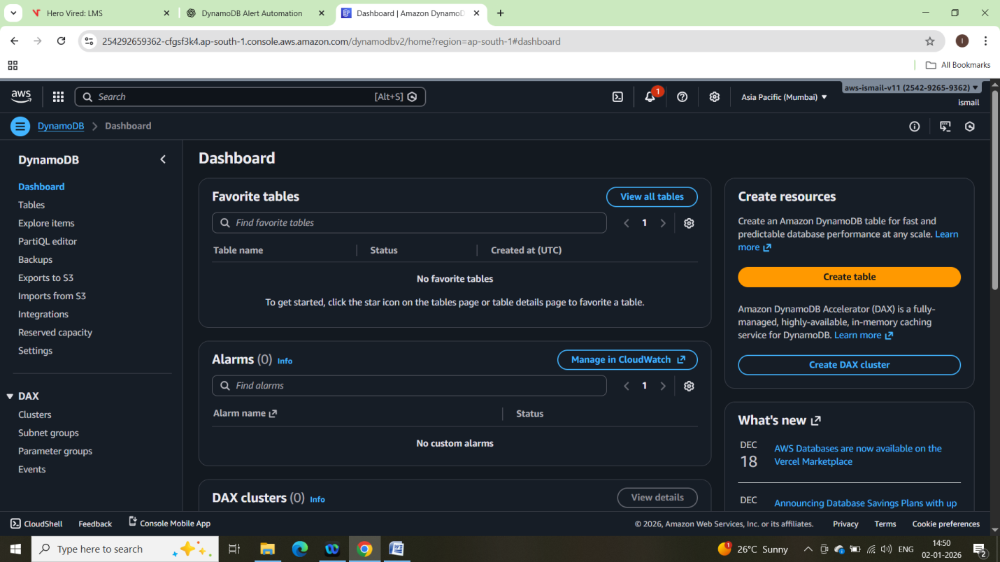 Hero Vired: LMS
DynamoDB Alert Automation
Dashboard | Amazon DynamoD
254292659362-cfgsf3k4.ap-south-1.console.aws.amazon.com/dynamodbv2/home?region=ap-south-1#dashboard
I
All Bookmarks
aws
Search
[Alt+S]
1
Asia Pacific (Mumbai)
aws-ismail-v11 (2542-9265-9362)
ismail
DynamoDB
Dashboard
DynamoDB
Dashboard
Tables
Explore items
PartiQL editor
Backups
Exports to S3
Imports from S3
Integrations
Reserved capacity
Settings
DAX
Clusters
Subnet groups
Parameter groups
Events
Dashboard
Favorite tables
View all tables
Find favorite tables
1
Table name
Status
Created at (UTC)
No favorite tables
To get started, click the star icon on the tables page or table details page to favorite a table.
Alarms (0) Info
Manage in CloudWatch
Find alarms
1
Alarm name
Status
No custom alarms
DAX clusters (0) Info
View details
Create resources
Create an Amazon DynamoDB table for fast and
predictable database performance at any scale. Learn
more
Create table
Amazon DynamoDB Accelerator (DAX) is a fully-
managed, highly-available, in-memory caching
service for DynamoDB. Learn more
Create DAX cluster
What's new
DEC
18
AWS Databases are now available on the
Vercel Marketplace
DEC
Announcing Database Savings Plans with up
CloudShell
Feedback
Console Mobile App
© 2026, Amazon Web Services, Inc. or its affiliates.
Privacy
Terms
Cookie preferences
Type here to search
1
26°C Sunny
ENG
14:50
02-01-2026
2